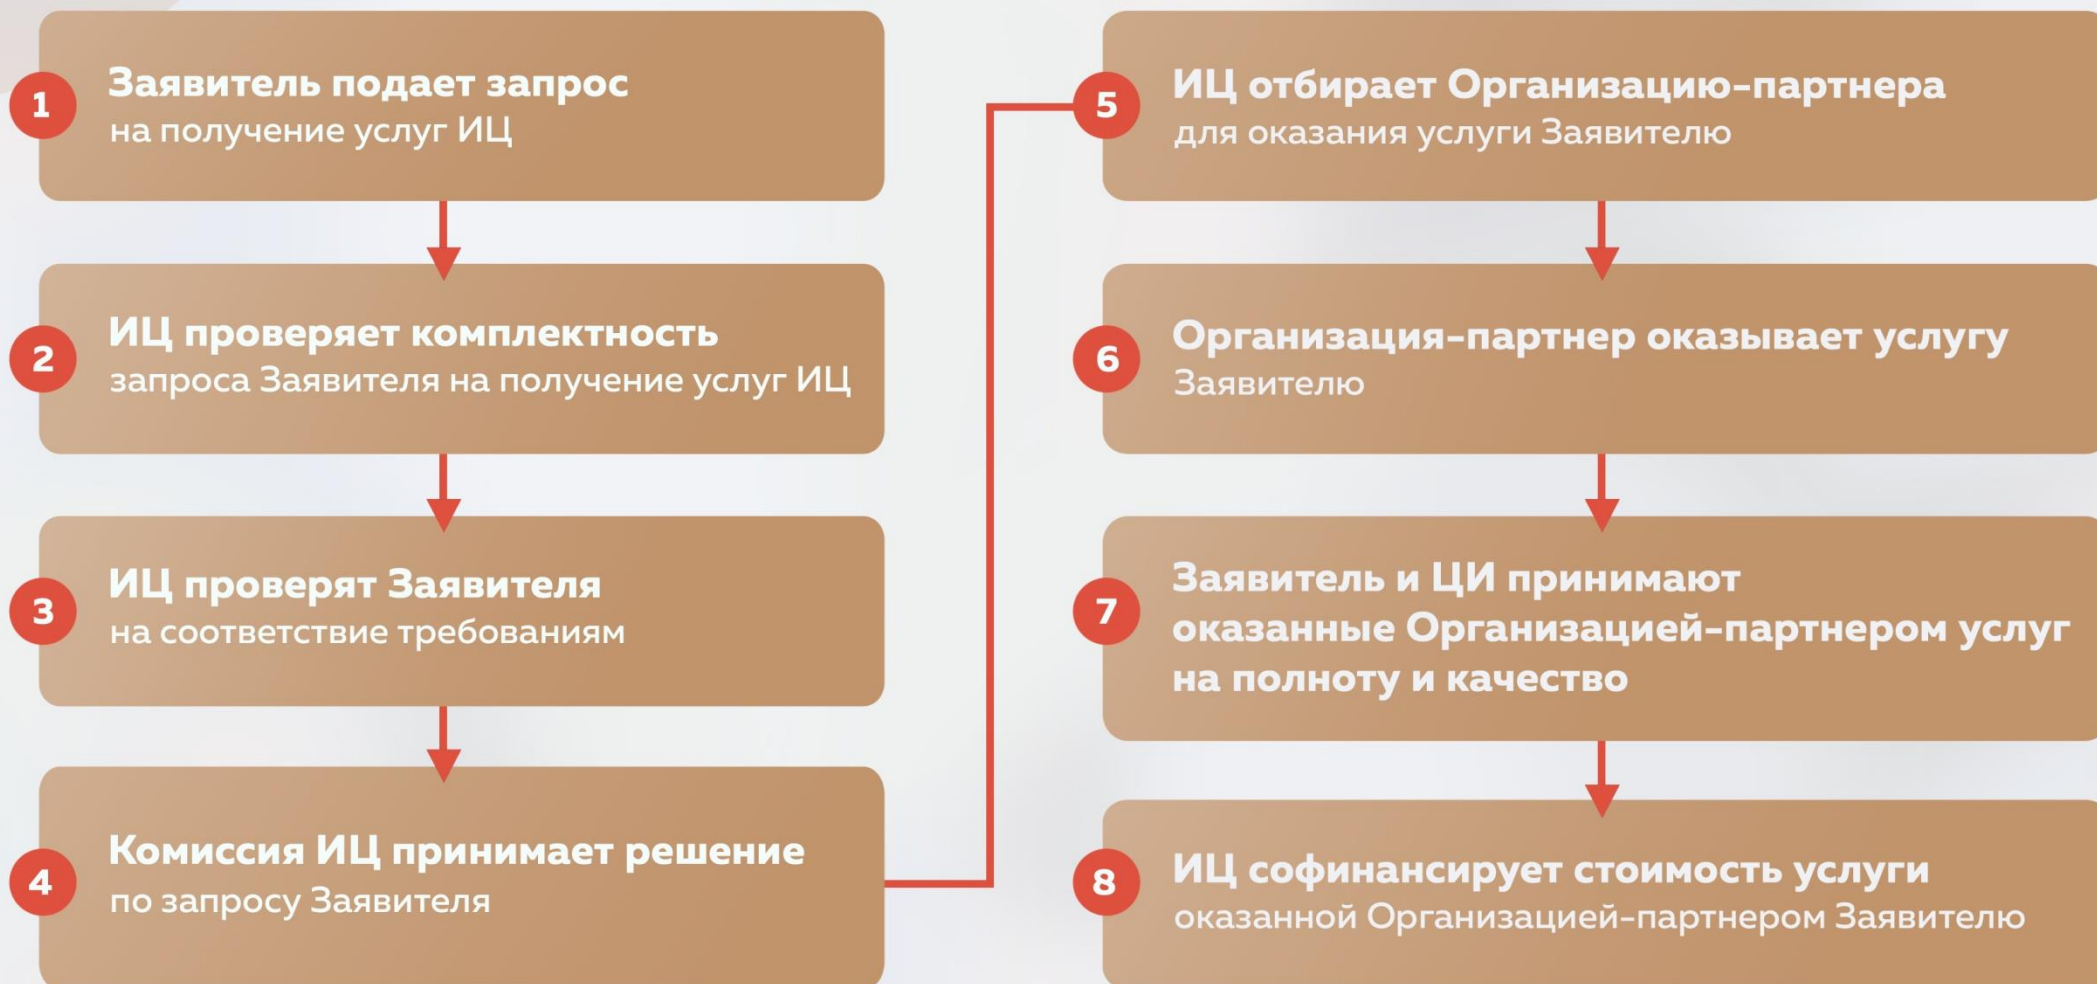 1
Заявитель подает запрос
на получение услуг ИЦ
2
ИЦ проверяет комплектность
запроса Заявителя на получение услуг ИЦ
3
ИЦ проверят Заявителя
на соответствие требованиям
4
Комиссия ИЦ принимает решение
по запросу Заявителя
5
ИЦ отбирает Организацию-партнера
для оказания услуги Заявителю
6
Организация-партнер оказывает услугу
Заявителю
7
Заявитель и ЦИ принимают
оказанные Организацией-партнером услуг
на полноту и качество
8
ИЦ софинансирует стоимость услуги
оказанной Организацией-партнером Заявителю